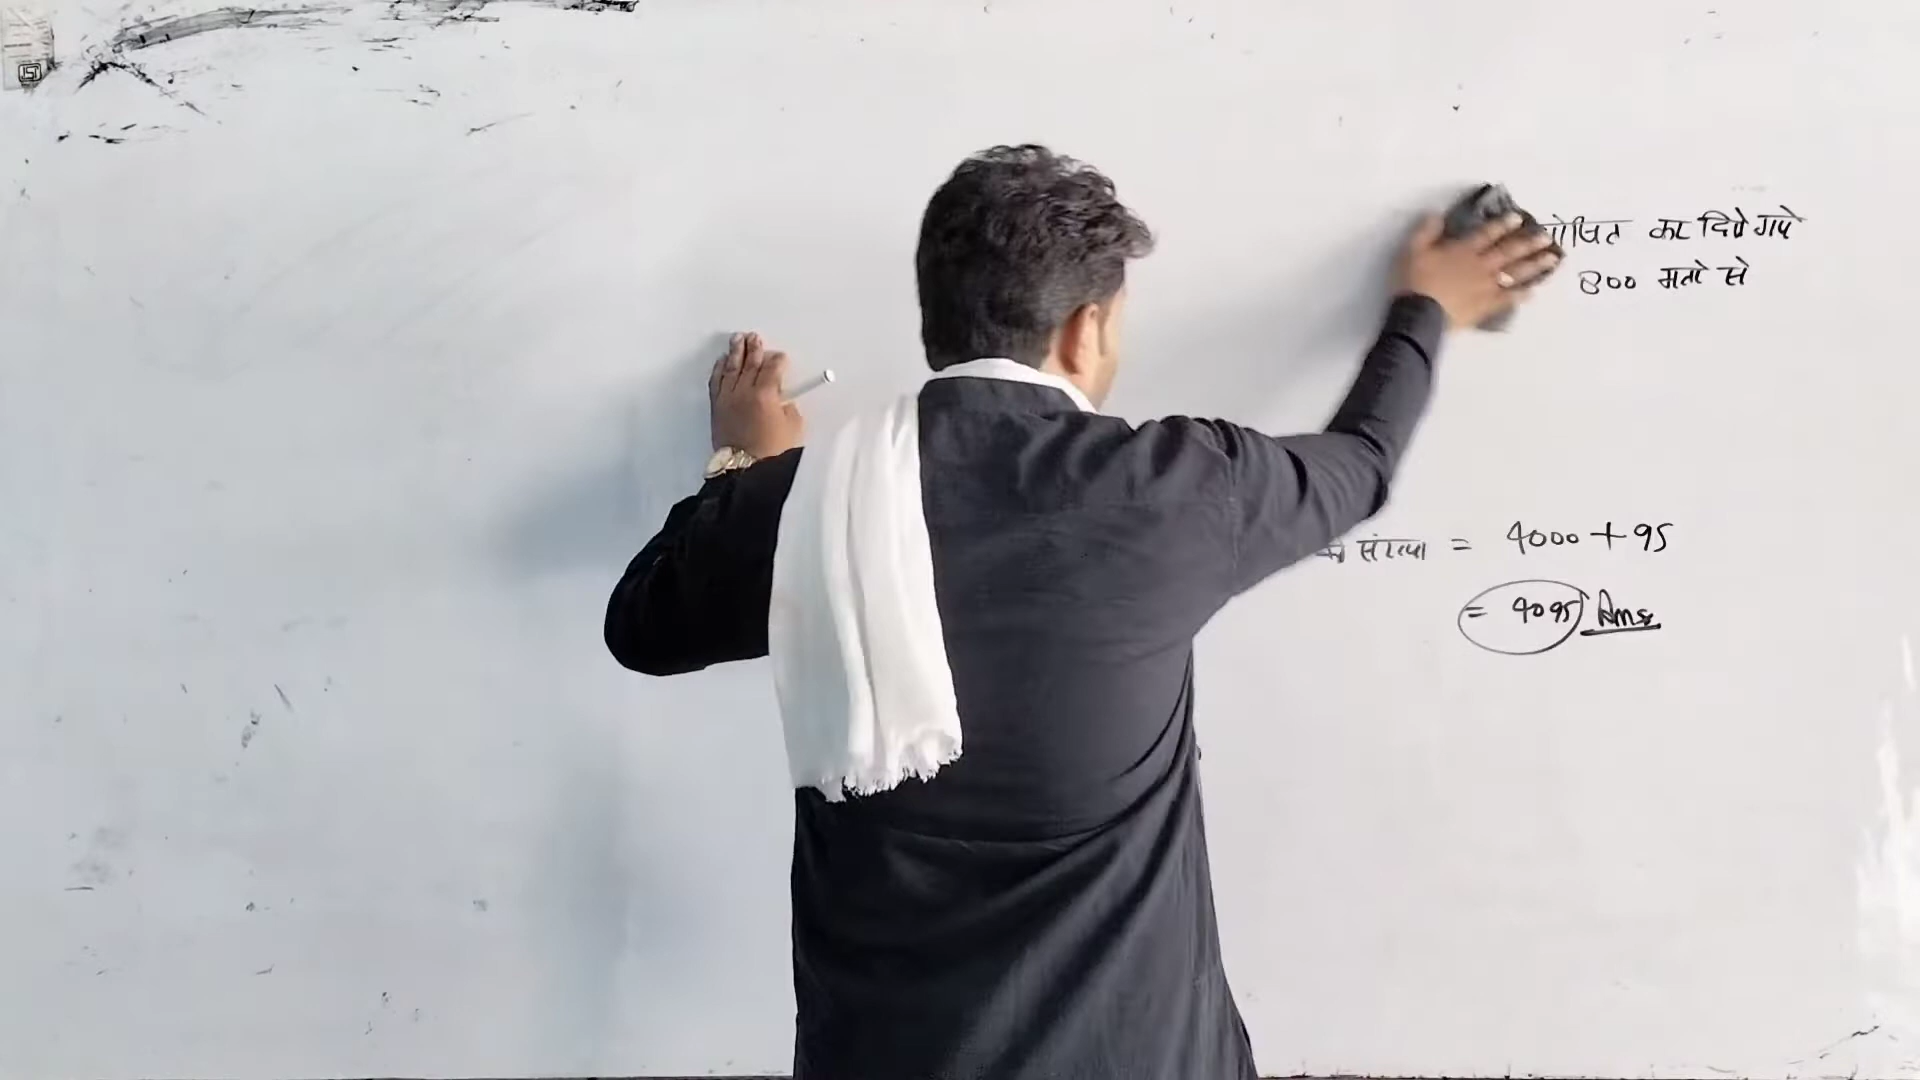 कर दिये गये
800 मतो से
संख्या = 4000 + 95
= 4095 Ans